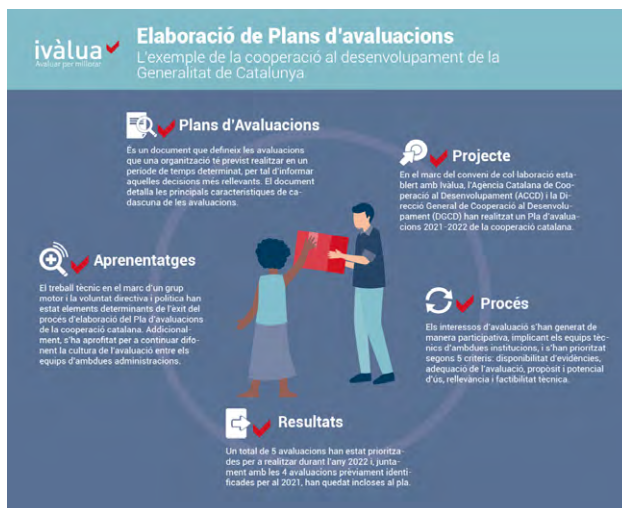 ivàlua
Avaluar per millorar
Elaboració de Plans d'avaluacions
L'exemple de la cooperació al desenvolupament de la
Generalitat de Catalunya
Plans d'Avaluacions
És un document que defineix les avaluacions
que una organització té previst realitzar en un
període de temps determinat, per tal d'informar
aquelles decisions més rellevants. El document
detalla les principals característiques de ca-
dascuna de les avaluacions.
Projecte
En el marc del conveni de col·laboració esta-
blert amb Ivàlua, l'Agència Catalana de Coo-
peració al Desenvolupament (ACCD) i la Di-
recció General de Cooperació al Desenvolu-
pament (DGCD) han realitzat un Pla d'avalua-
cions 2021-2022 de la cooperació catalana.
Aprenentatges
El treball tècnic en el marc d'un grup
motor i la voluntat directiva i política han
estat elements determinants de l'èxit del
procés d'elaboració del Pla d'avaluacions
de la cooperació catalana. Addicional-
ment, s'ha aprofitat per a continuar difo-
nent la cultura de l'avaluació entre els
equips d'ambdues administracions.
Procés
Els interessos d'avaluació s'han generat de
manera participativa, implicant els equips tèc-
nics d'ambdues institucions, i s'han prioritzat
segons 5 criteris: disponibilitat d'evidències,
adequació de l'avaluació, propòsit i potencial
d'ús, rellevància i factibilitat tècnica.
Resultats
Un total de 5 avaluacions han estat prioritza-
des per a realitzar durant l'any 2022 i, junta-
ment amb les 4 avaluacions prèviament identi-
ficades per al 2021, han quedat incloses al pla.